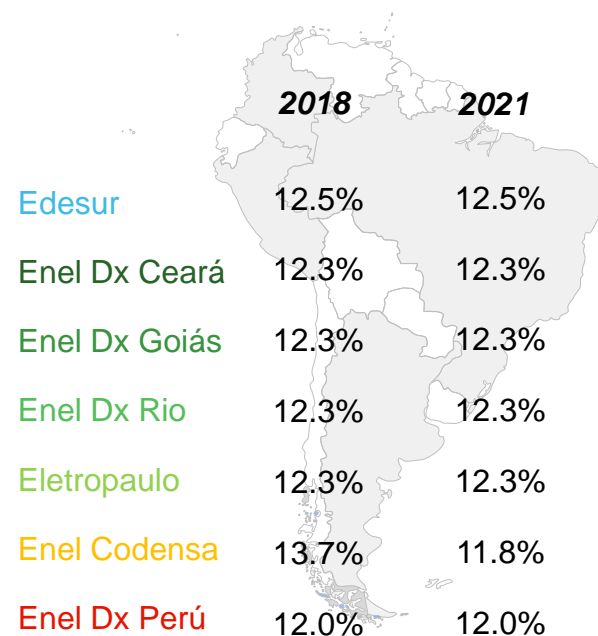 2018 2021
Edesur 12.5% 12.5%
Enel Dx Ceará 12.3% 12.3%
Enel Dx Goiás 12.3% 12.3%
Enel Dx Rio 12.3% 12.3%
Eletropaulo 12.3% 12.3%
Enel Codensa 13.7% 11.8%
Enel Dx Perú 12.0% 12.0%